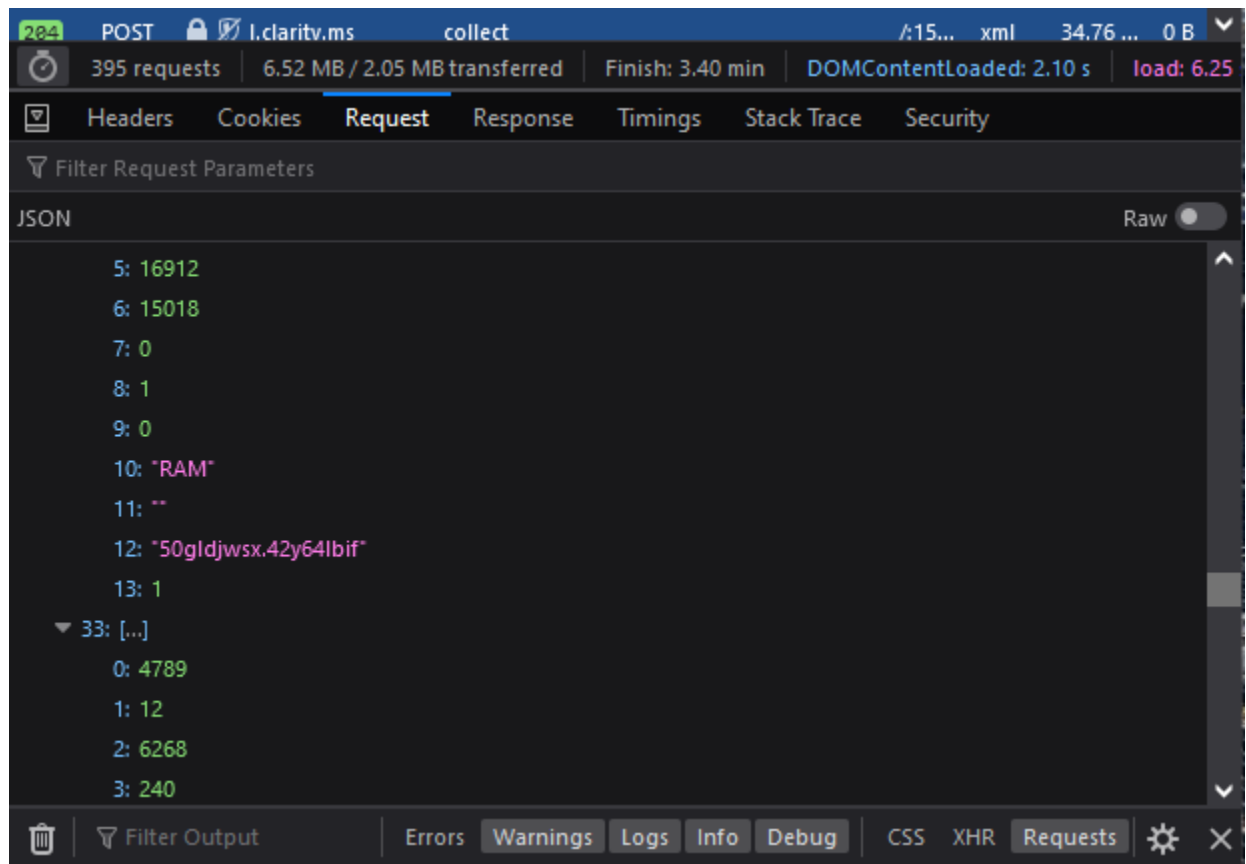 204 POST l.clarity.ms collect /:15... xml 34.76 ... 0 B
395 requests 6.52 MB / 2.05 MB transferred Finish: 3.40 min DOMContentLoaded: 2.10 s load: 6.25
Headers Cookies Request Response Timings Stack Trace Security
Filter Request Parameters
JSON Raw
5: 16912
6: 15018
7: 0
8: 1
9: 0
10: "RAM"
11: ""
12: "50gldjwsx.42y64lbif"
13: 1
33: [...]
0: 4789
1: 12
2: 6268
3: 240
Filter Output Errors Warnings Logs Info Debug CSS XHR Requests